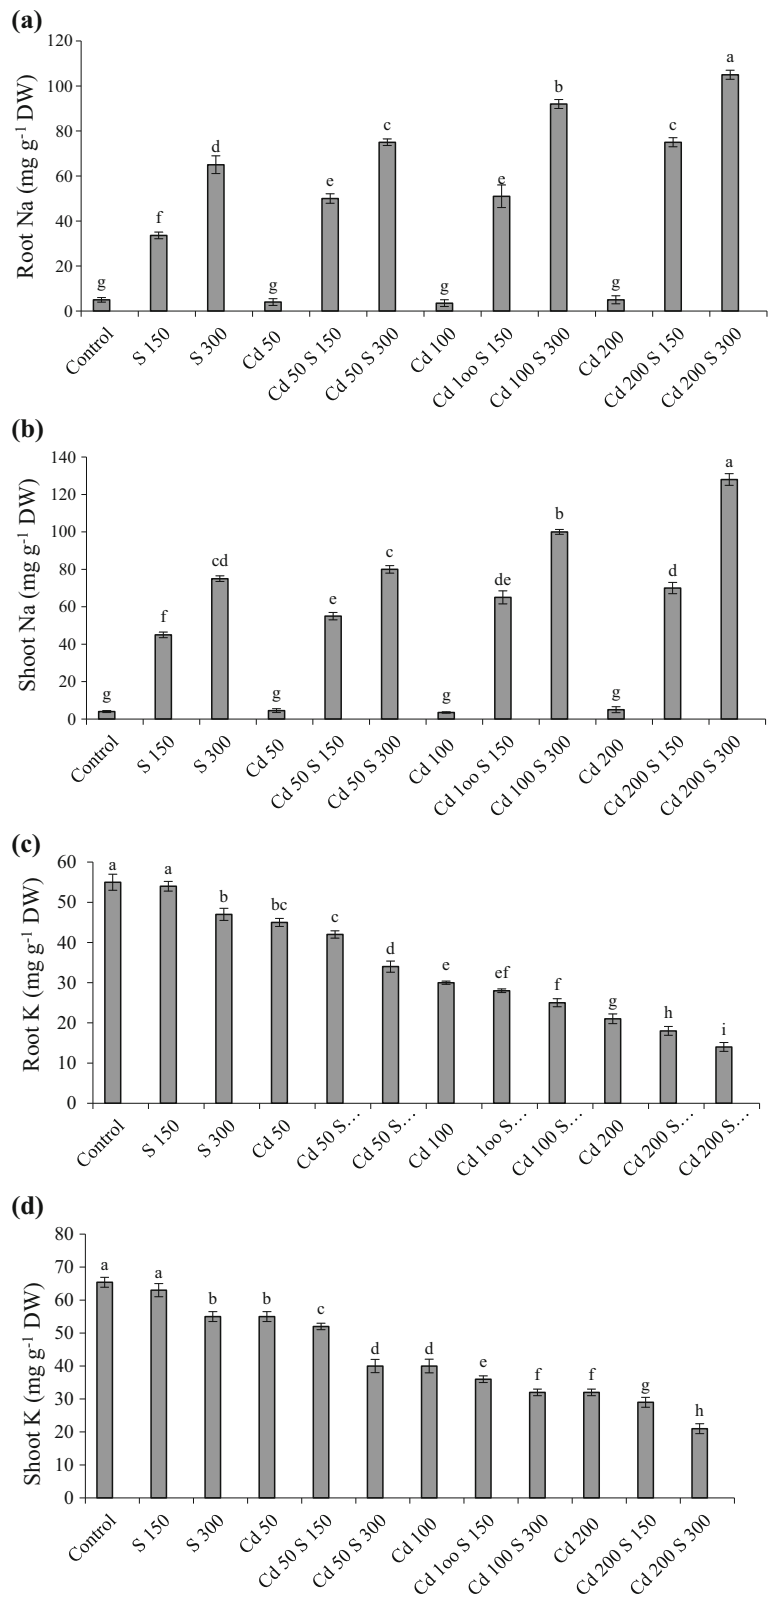 (a)
Root Na (mg g-1 DW)
120
100
80
60
40
20
0
g
f
d
g
e
c
g
e
b
g
c
a
Control
S 150
S 300
Cd 50
Cd 50 S 150
Cd 50 S 300
Cd 100
Cd 1oo S 150
Cd 100 S 300
Cd 200
Cd 200 S 150
Cd 200 S 300
(b)
Shoot Na (mg g-1 DW)
140
120
100
80
60
40
20
0
g
f
cd
g
e
c
g
de
b
g
d
a
Control
S 150
S 300
Cd 50
Cd 50 S 150
Cd 50 S 300
Cd 100
Cd 1oo S 150
Cd 100 S 300
Cd 200
Cd 200 S 150
Cd 200 S 300
(c)
Root K (mg g-1 DW)
60
50
40
30
20
10
0
a
a
b
bc
c
d
e
ef
f
g
h
i
Control
S 150
S 300
Cd 50
Cd 50 S…
Cd 50 S…
Cd 100
Cd 1oo S…
Cd 100 S…
Cd 200
Cd 200 S…
Cd 200 S…
(d)
Shoot K (mg g-1 DW)
80
70
60
50
40
30
20
10
0
a
a
b
b
c
d
d
e
f
f
g
h
Control
S 150
S 300
Cd 50
Cd 50 S 150
Cd 50 S 300
Cd 100
Cd 1oo S 150
Cd 100 S 300
Cd 200
Cd 200 S 150
Cd 200 S 300